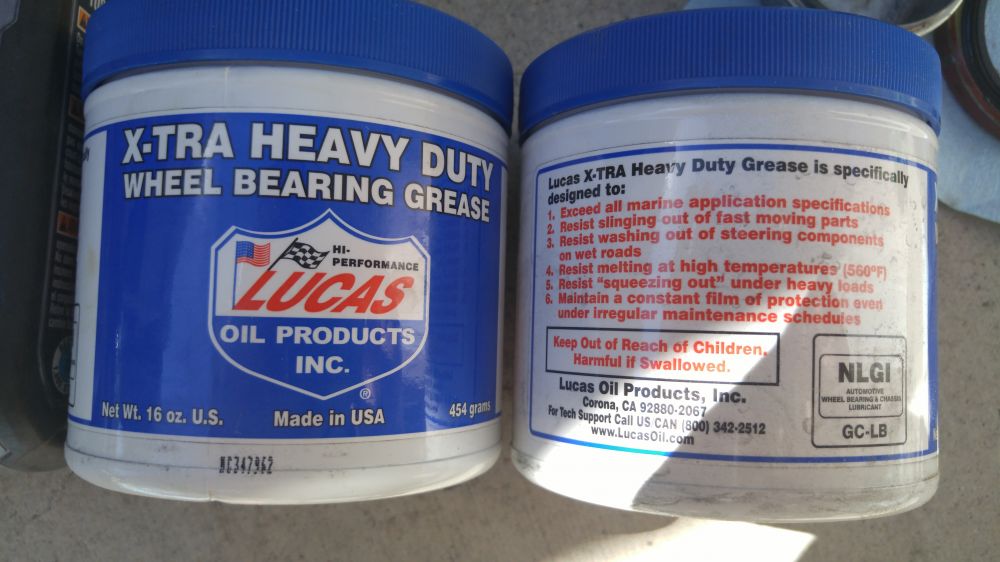 X-TRA HEAVY DUTY
WHEEL BEARING GREASE
HI-
PERFORMANCE
LUCAS
OIL PRODUCTS
INC.
®
Net Wt. 16 oz. U.S.
Made in USA
454 grams
NG347962
Lucas X-TRA Heavy Duty Grease is specifically
designed to:
1. Exceed all marine application specifications
2. Resist slinging out of fast moving parts
3. Resist washing out of steering components
on wet roads
4. Resist melting at high temperatures (560ºF)
5. Resist "squeezing out" under heavy loads
6. Maintain a constant film of protection even
under irregular maintenance schedules
Keep Out of Reach of Children.
Harmful if Swallowed.
Lucas Oil Products, Inc.
Corona, CA 92880-2067
For Tech Support Call US CAN (800) 342-2512
www.LucasOil.com
NLGI
AUTOMOTIVE
WHEEL BEARING & CHASSIS
LUBRICANT
GC-LB